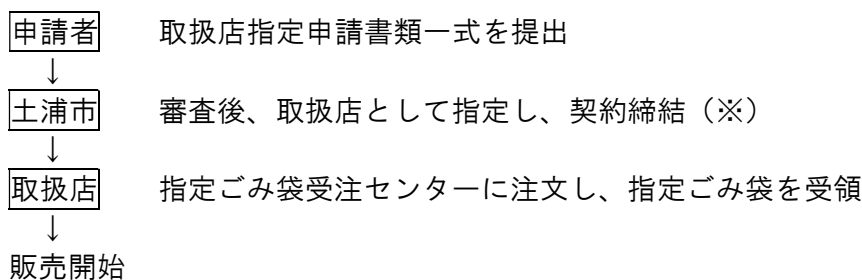 申請者 取扱店指定申請書類一式を提出
↓
土浦市 審査後、取扱店として指定し、契約締結（※）
↓
取扱店 指定ごみ袋受注センターに注文し、指定ごみ袋を受領
↓
販売開始